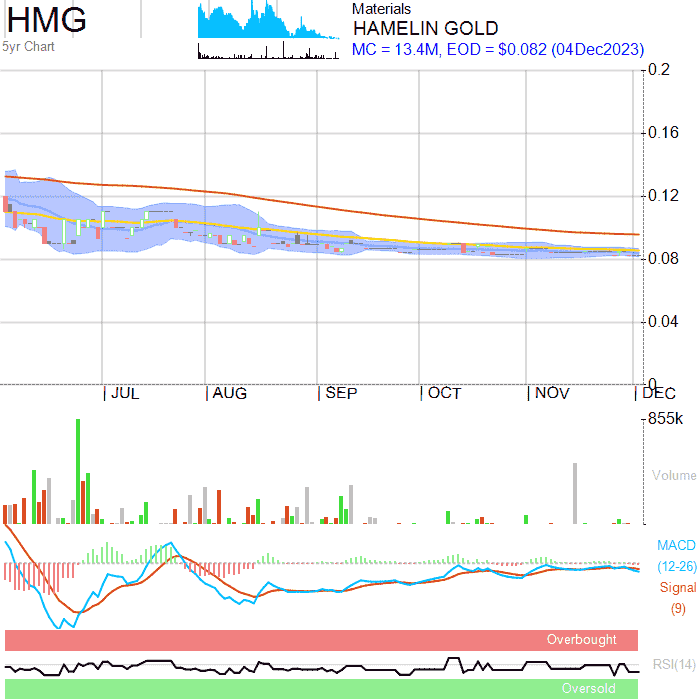 HMG
5yr Chart
Materials
HAMELIN GOLD
MC = 13.4M, EOD = $0.082 (04Dec2023)
0.2
0.16
0.12
0.08
0.04
0
JUL AUG SEP OCT NOV DEC
855k
Volume
MACD
(12-26)
Signal
(9)
Overbought
RSI(14)
Oversold